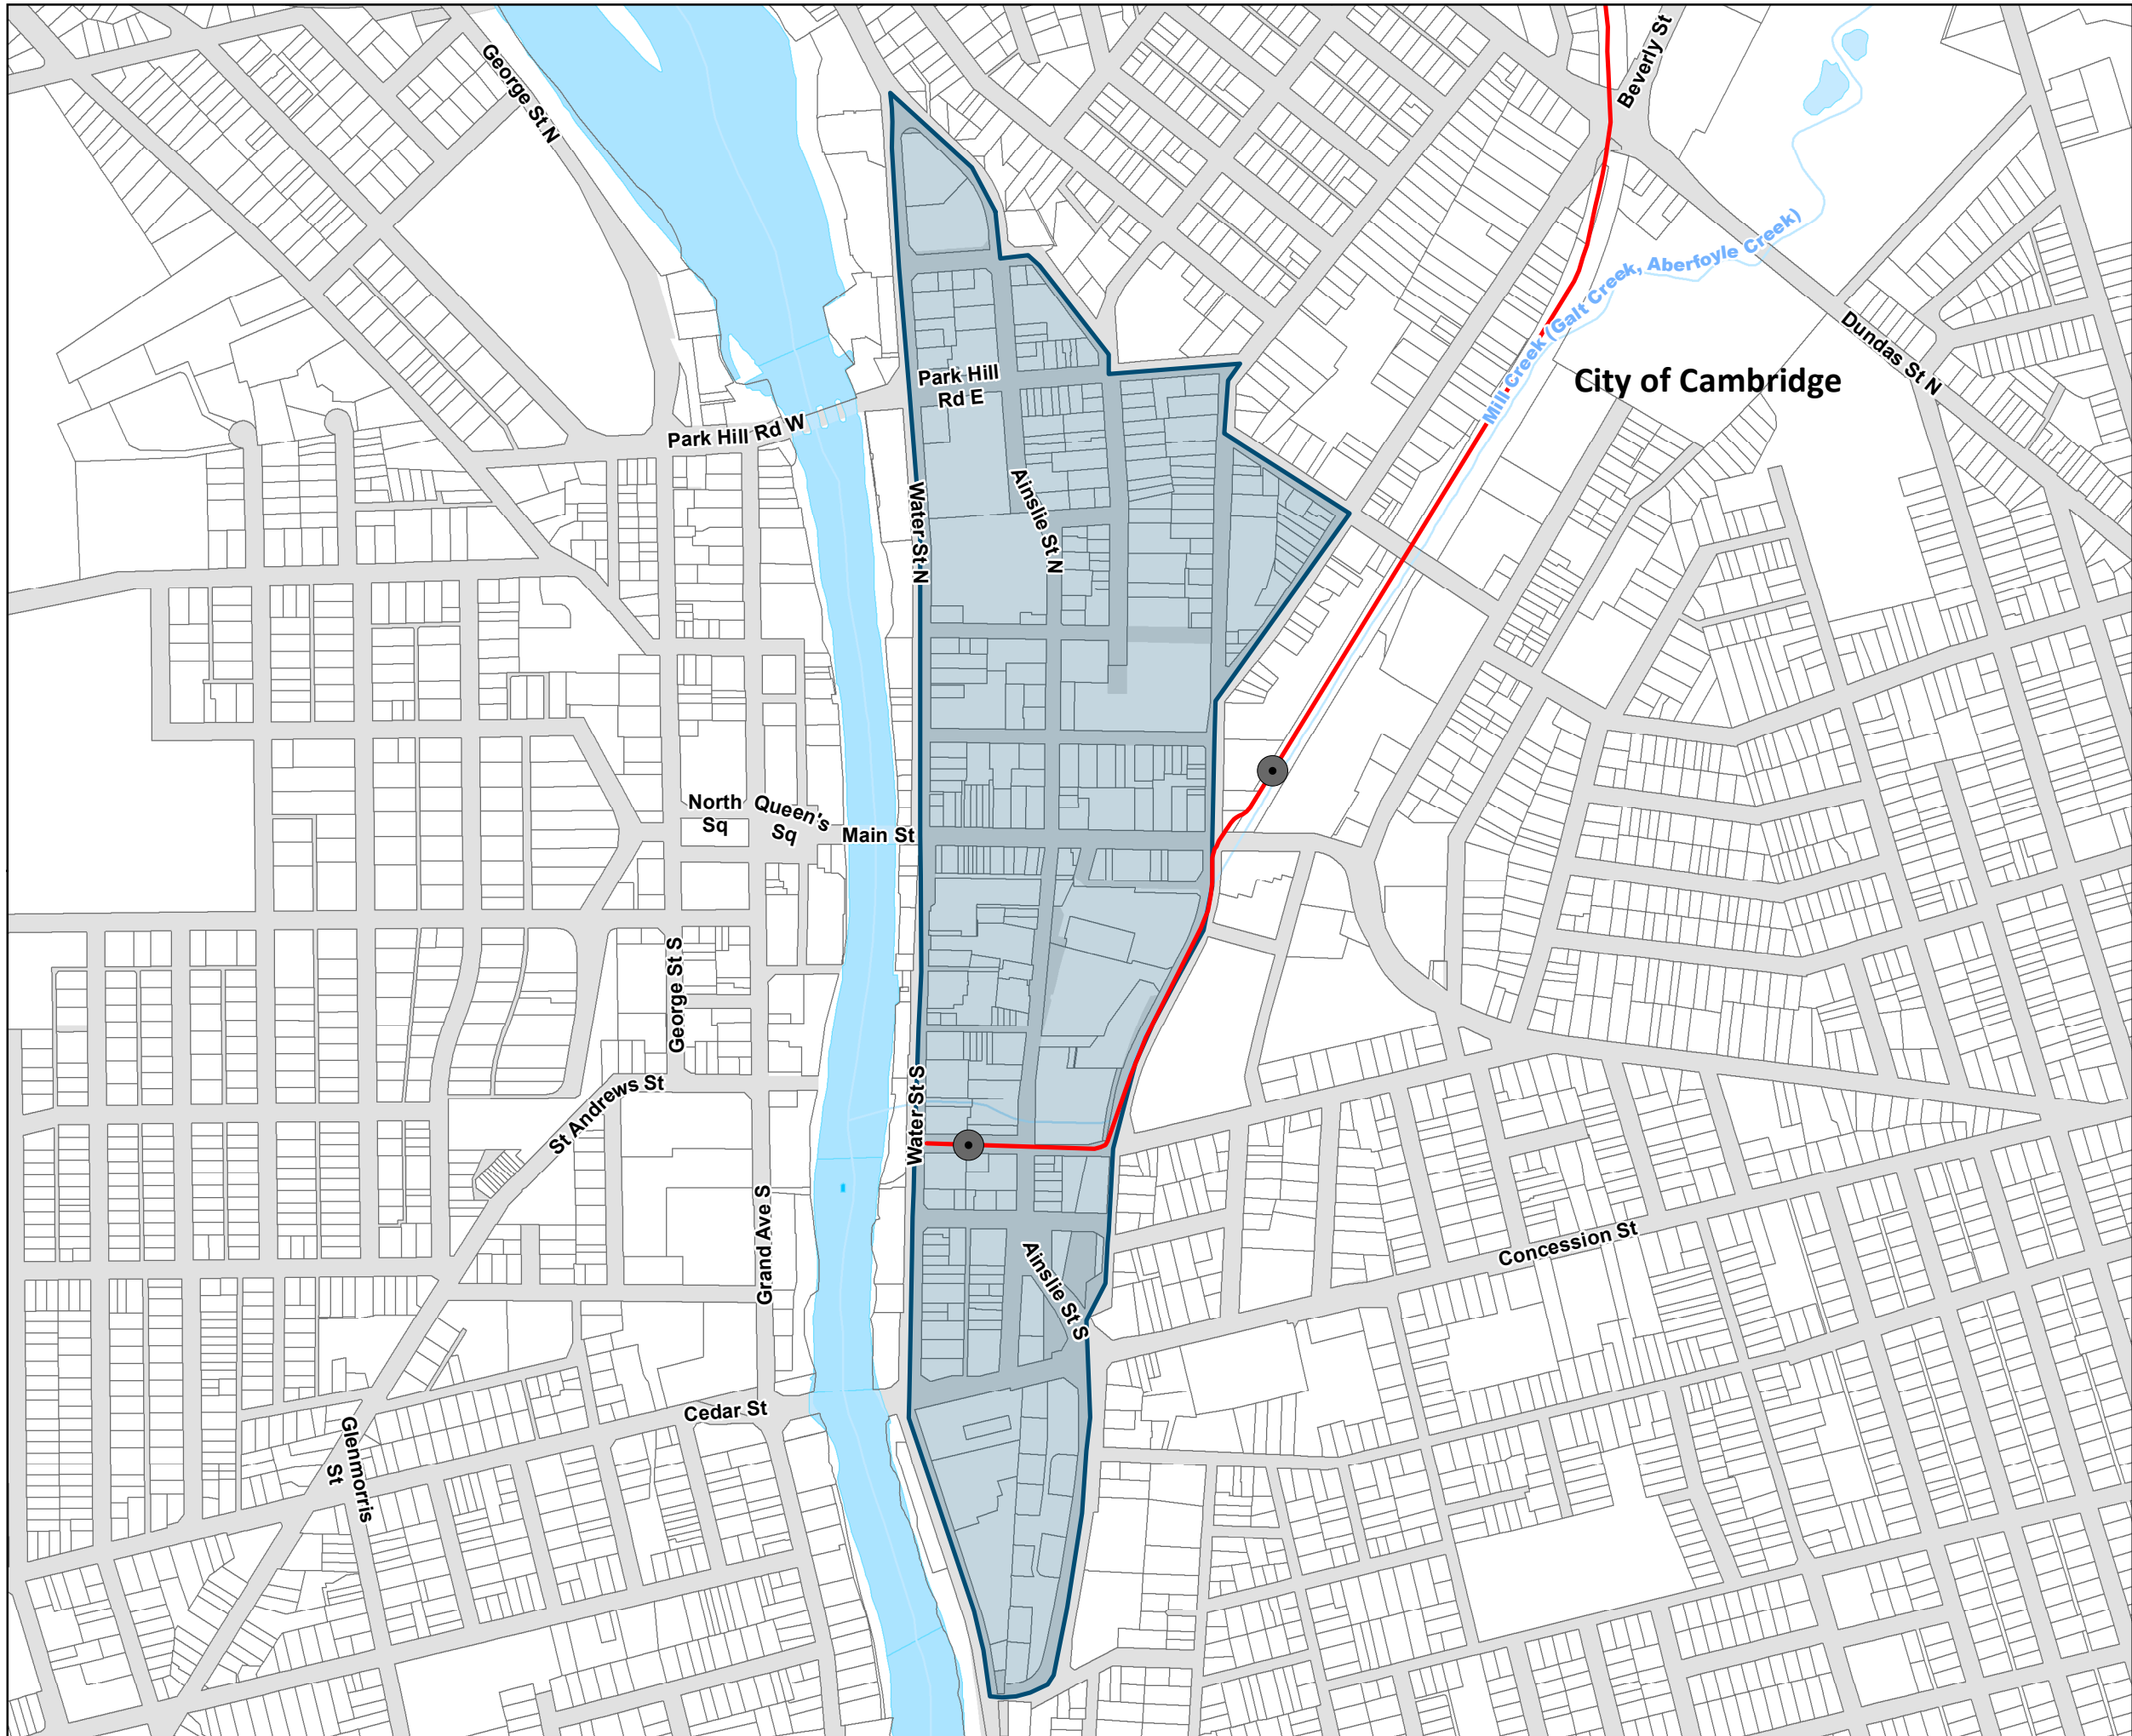 George St N
Beverly St
Mill Creek (Galt Creek, Aberfoyle Creek)
Dundas St N
City of Cambridge
Park Hill
Rd E
Park Hill Rd W
Water St N
Ainslie St N
North
Sq
Queen's
Sq
Main St
George St S
St Andrews St
Water St S
Grand Ave S
Ainslie St S
Concession St
Cedar St
Glenmorris
St